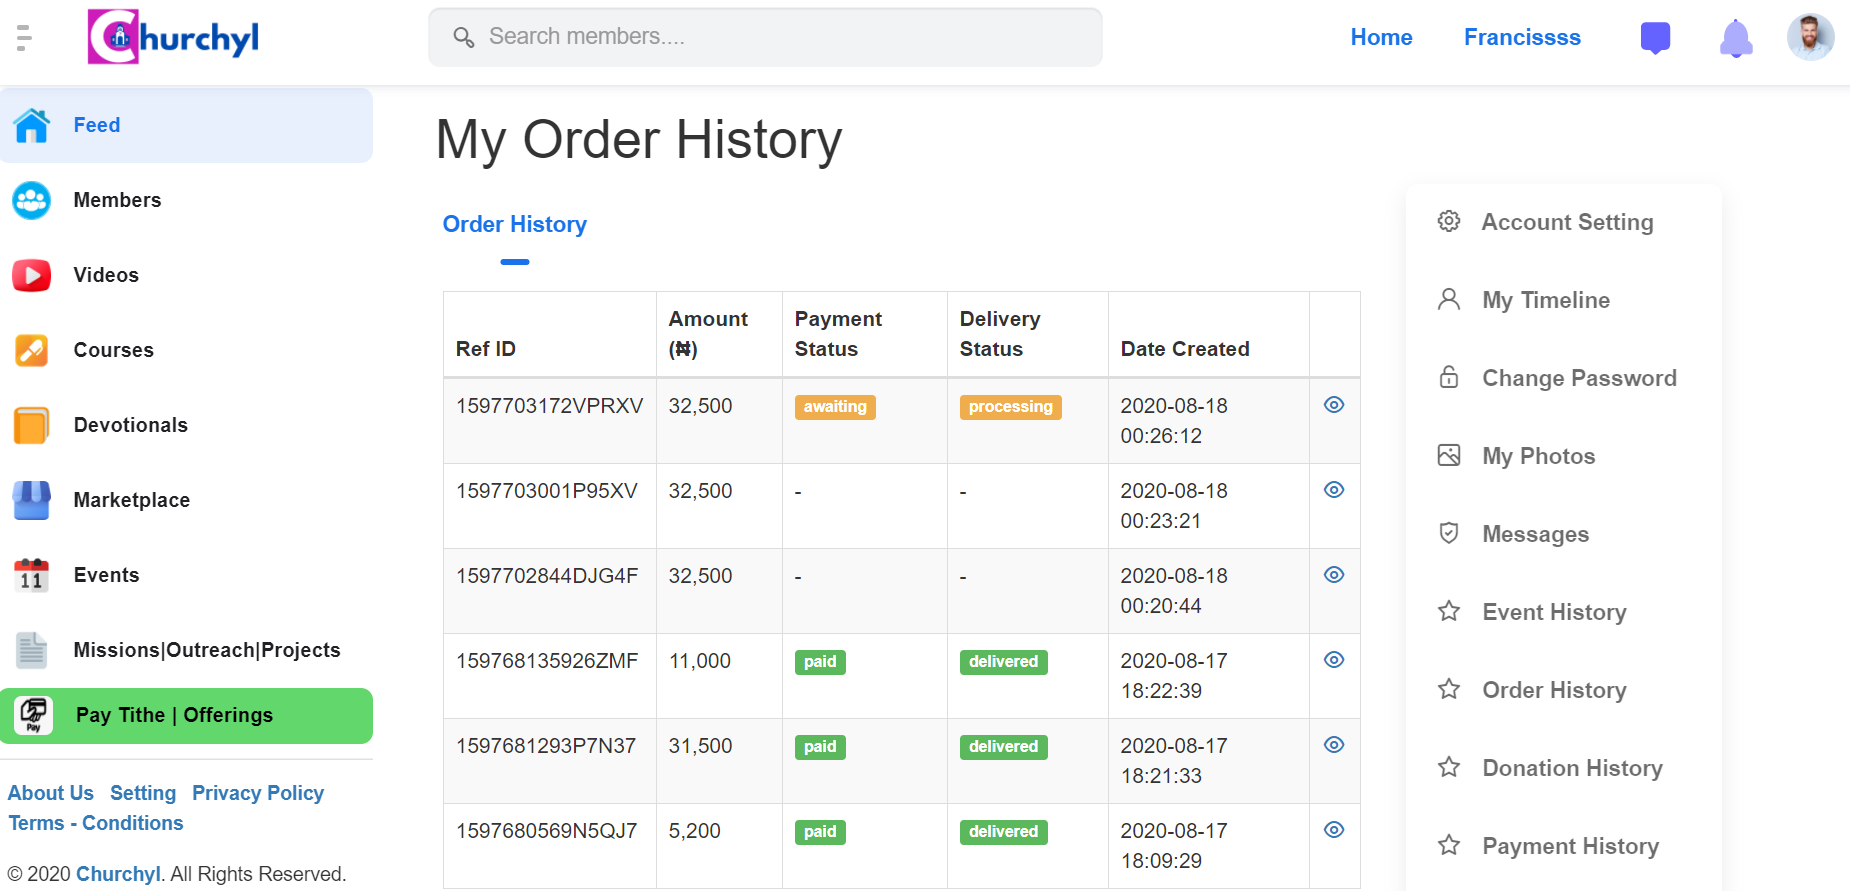 Churchyl
Search members....
Home
Francissss
Feed
Members
Videos
Courses
Devotionals
Marketplace
11
Events
Missions|Outreach|Projects
Pay
Pay Tithe | Offerings
About Us Setting Privacy Policy
Terms - Conditions
© 2020 Churchyl. All Rights Reserved.
My Order History
Order History
Ref ID Amount (₦) Payment Status Delivery Status Date Created
1597703172VPRXV 32,500 awaiting processing 2020-08-18 00:26:12
1597703001P95XV 32,500 - - 2020-08-18 00:23:21
1597702844DJG4F 32,500 - - 2020-08-18 00:20:44
159768135926ZMF 11,000 paid delivered 2020-08-17 18:22:39
1597681293P7N37 31,500 paid delivered 2020-08-17 18:21:33
1597680569N5QJ7 5,200 paid delivered 2020-08-17 18:09:29
Account Setting
My Timeline
Change Password
My Photos
Messages
Event History
Order History
Donation History
Payment History